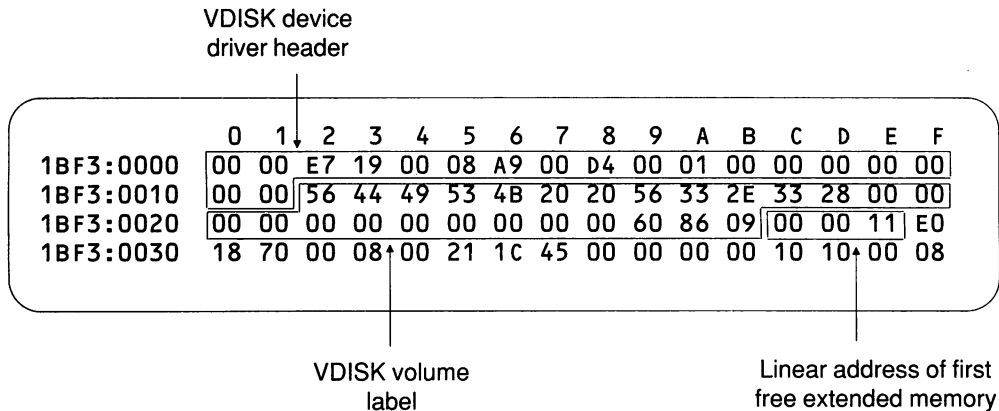 VDISK device
driver header
0 1 2 3 4 5 6 7 8 9 A B C D E F
1BF3:0000 00 00 E7 19 00 08 A9 00 D4 00 01 00 00 00 00 00
1BF3:0010 00 00 56 44 49 53 4B 20 20 56 33 2E 33 28 00 00
1BF3:0020 00 00 00 00 00 00 00 00 00 60 86 09 00 00 11 E0
1BF3:0030 18 70 00 08 00 21 1C 45 00 00 00 00 10 10 00 08
VDISK volume
label
Linear address of first
free extended memory